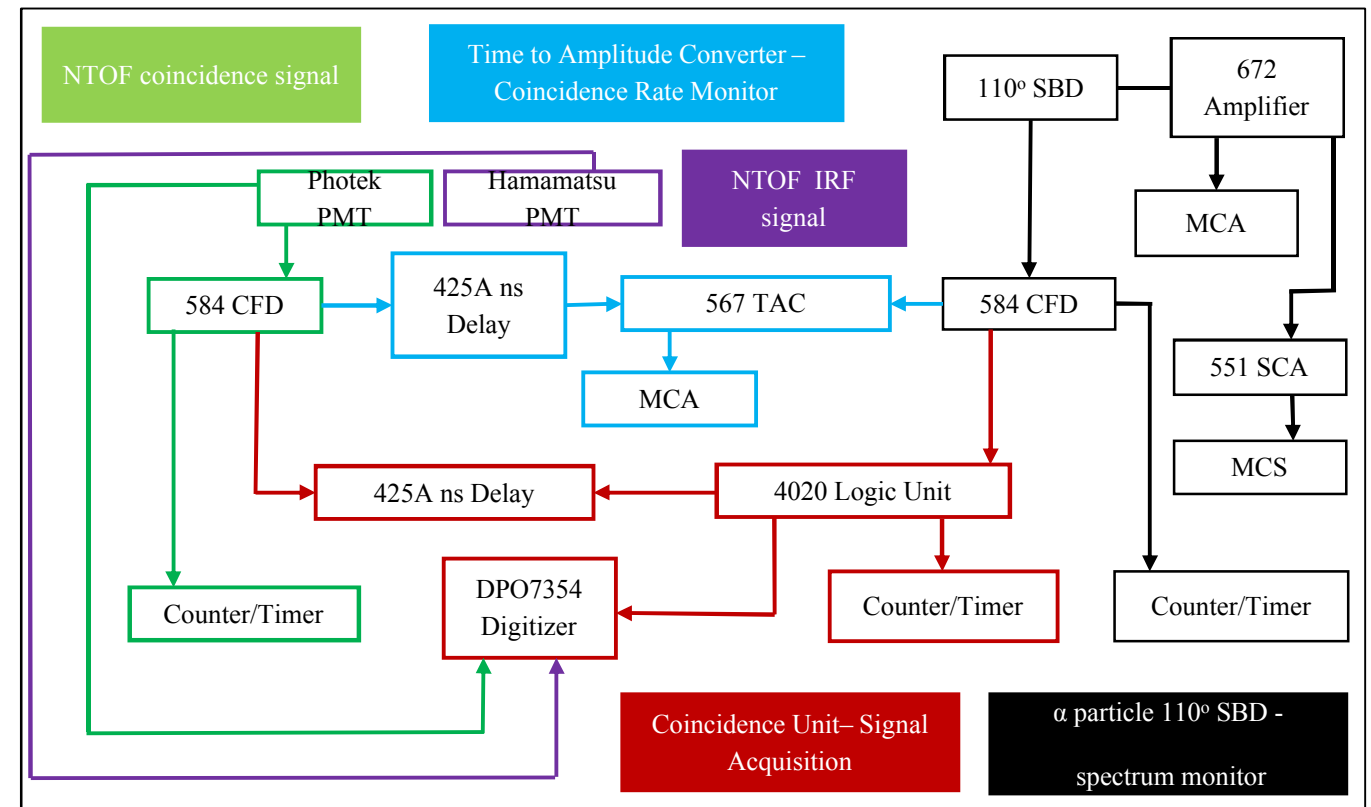 NTOF coincidence signal
Time to Amplitude Converter –
Coincidence Rate Monitor
110º SBD
672
Amplifier
Photek
PMT
Hamamatsu
PMT
NTOF IRF
signal
MCA
584 CFD
425A ns
Delay
567 TAC
584 CFD
551 SCA
MCA
MCS
425A ns Delay
4020 Logic Unit
Counter/Timer
DPO7354
Digitizer
Counter/Timer
Counter/Timer
Coincidence Unit– Signal
Acquisition
α particle 110º SBD -
spectrum monitor